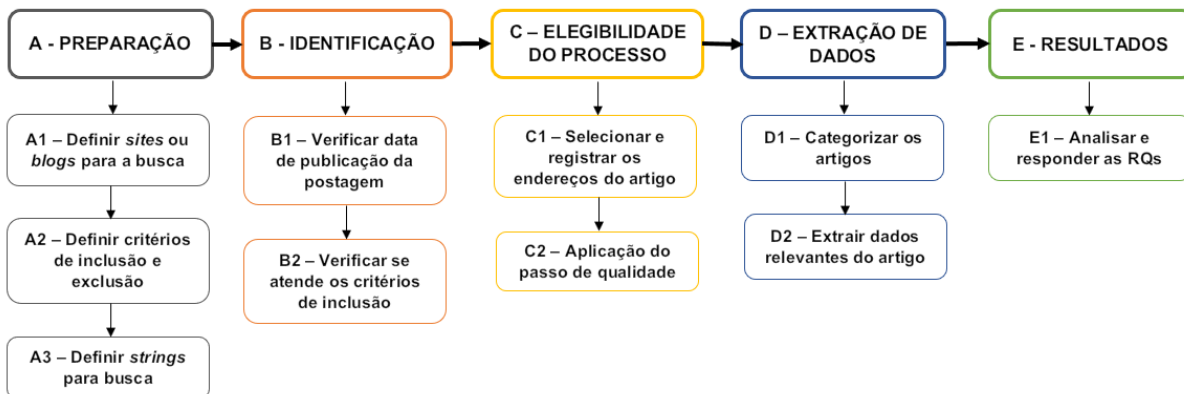 A - PREPARAÇÃO
B - IDENTIFICAÇÃO
C – ELEGIBILIDADE
DO PROCESSO
D – EXTRAÇÃO DE
DADOS
E - RESULTADOS
A1 – Definir sites ou
blogs para a busca
A2 – Definir critérios
de inclusão e
exclusão
A3 – Definir strings
para busca
B1 – Verificar data
de publicação da
postagem
B2 – Verificar se
atende os critérios
de inclusão
C1 – Selecionar e
registrar os
endereços do artigo
C2 – Aplicação do
passo de qualidade
D1 – Categorizar os
artigos
D2 – Extrair dados
relevantes do artigo
E1 – Analisar e
responder as RQs